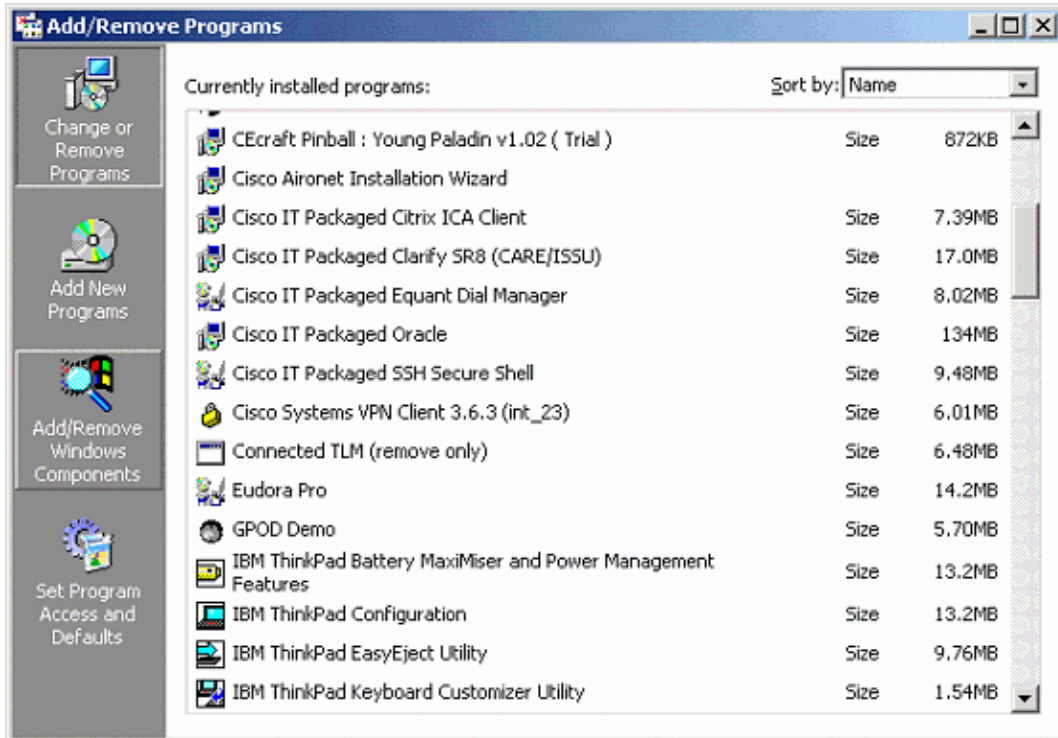 Add/Remove Programs
Change or
Remove
Programs
Add New
Programs
Add/Remove
Windows
Components
Set Program
Access and
Defaults
Currently installed programs:
Sort by: Name
CEcraft Pinball : Young Paladin v1.02 ( Trial ) Size 872KB
Cisco Aironet Installation Wizard
Cisco IT Packaged Citrix ICA Client Size 7.39MB
Cisco IT Packaged Clarify SR8 (CARE/ISSU) Size 17.0MB
Cisco IT Packaged Equant Dial Manager Size 8.02MB
Cisco IT Packaged Oracle Size 134MB
Cisco IT Packaged SSH Secure Shell Size 9.48MB
Cisco Systems VPN Client 3.6.3 (int_23) Size 6.01MB
Connected TLM (remove only) Size 6.48MB
Eudora Pro Size 14.2MB
GPOD Demo Size 5.70MB
IBM ThinkPad Battery MaxiMiser and Power Management
Features Size 13.2MB
IBM ThinkPad Configuration Size 13.2MB
IBM ThinkPad EasyEject Utility Size 9.76MB
IBM ThinkPad Keyboard Customizer Utility Size 1.54MB